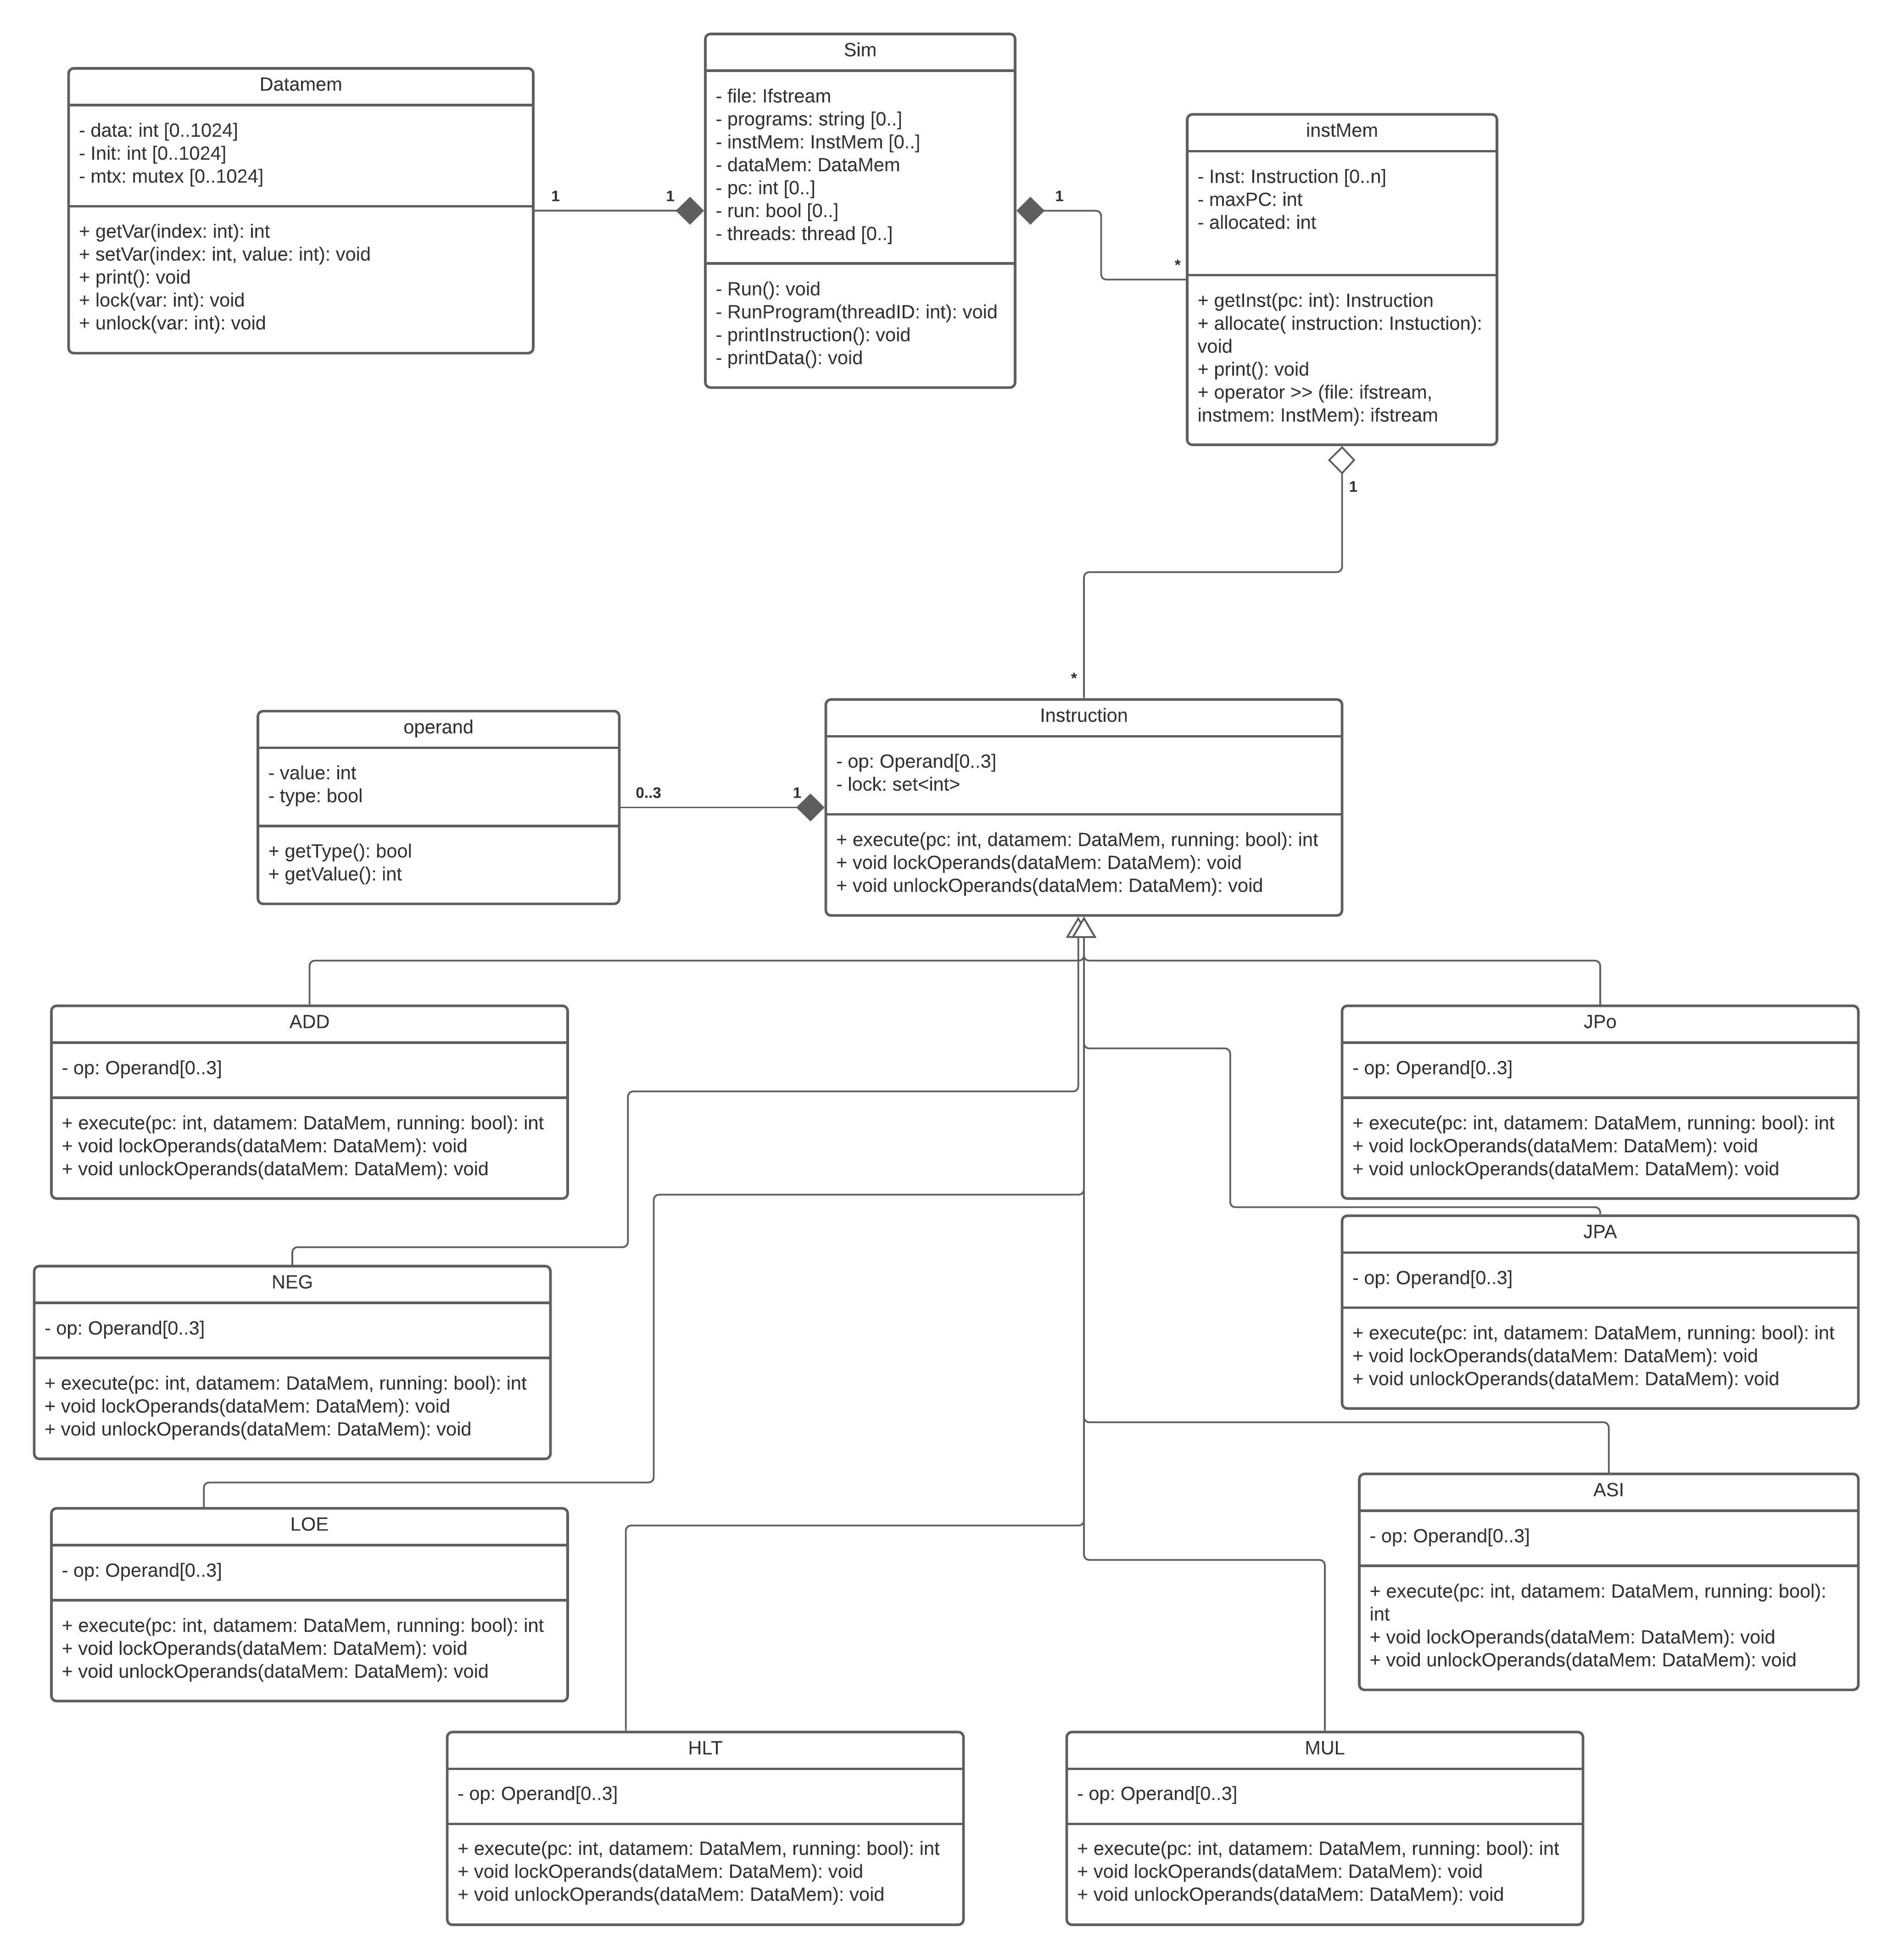 Sim
- file: Ifstream
- programs: string [0..]
- instMem: InstMem [0..]
- dataMem: DataMem
- pc: int [0..]
- run: bool [0..]
- threads: thread [0..]
- Run(): void
- RunProgram(threadID: int): void
- printInstruction(): void
- printData(): void
Datamem
- data: int [0..1024]
- Init: int [0..1024]
- mtx: mutex [0..1024]
+ getVar(index: int): int
+ setVar(index: int, value: int): void
+ print(): void
+ lock(var: int): void
+ unlock(var: int): void
1
1
1
*
instMem
- Inst: Instruction [0..n]
- maxPC: int
- allocated: int
+ getInst(pc: int): Instruction
+ allocate( instruction: Instuction):
void
+ print(): void
+ operator >> (file: ifstream,
instmem: InstMem): ifstream
1
*
operand
- value: int
- type: bool
+ getType(): bool
+ getValue(): int
0..3
1
Instruction
- op: Operand[0..3]
- lock: set<int>
+ execute(pc: int, datamem: DataMem, running: bool): int
+ void lockOperands(dataMem: DataMem): void
+ void unlockOperands(dataMem: DataMem): void
ADD
- op: Operand[0..3]
+ execute(pc: int, datamem: DataMem, running: bool): int
+ void lockOperands(dataMem: DataMem): void
+ void unlockOperands(dataMem: DataMem): void
JPo
- op: Operand[0..3]
+ execute(pc: int, datamem: DataMem, running: bool): int
+ void lockOperands(dataMem: DataMem): void
+ void unlockOperands(dataMem: DataMem): void
JPA
- op: Operand[0..3]
+ execute(pc: int, datamem: DataMem, running: bool): int
+ void lockOperands(dataMem: DataMem): void
+ void unlockOperands(dataMem: DataMem): void
NEG
- op: Operand[0..3]
+ execute(pc: int, datamem: DataMem, running: bool): int
+ void lockOperands(dataMem: DataMem): void
+ void unlockOperands(dataMem: DataMem): void
ASI
- op: Operand[0..3]
+ execute(pc: int, datamem: DataMem, running: bool):
int
+ void lockOperands(dataMem: DataMem): void
+ void unlockOperands(dataMem: DataMem): void
LOE
- op: Operand[0..3]
+ execute(pc: int, datamem: DataMem, running: bool): int
+ void lockOperands(dataMem: DataMem): void
+ void unlockOperands(dataMem: DataMem): void
HLT
- op: Operand[0..3]
+ execute(pc: int, datamem: DataMem, running: bool): int
+ void lockOperands(dataMem: DataMem): void
+ void unlockOperands(dataMem: DataMem): void
MUL
- op: Operand[0..3]
+ execute(pc: int, datamem: DataMem, running: bool): int
+ void lockOperands(dataMem: DataMem): void
+ void unlockOperands(dataMem: DataMem): void